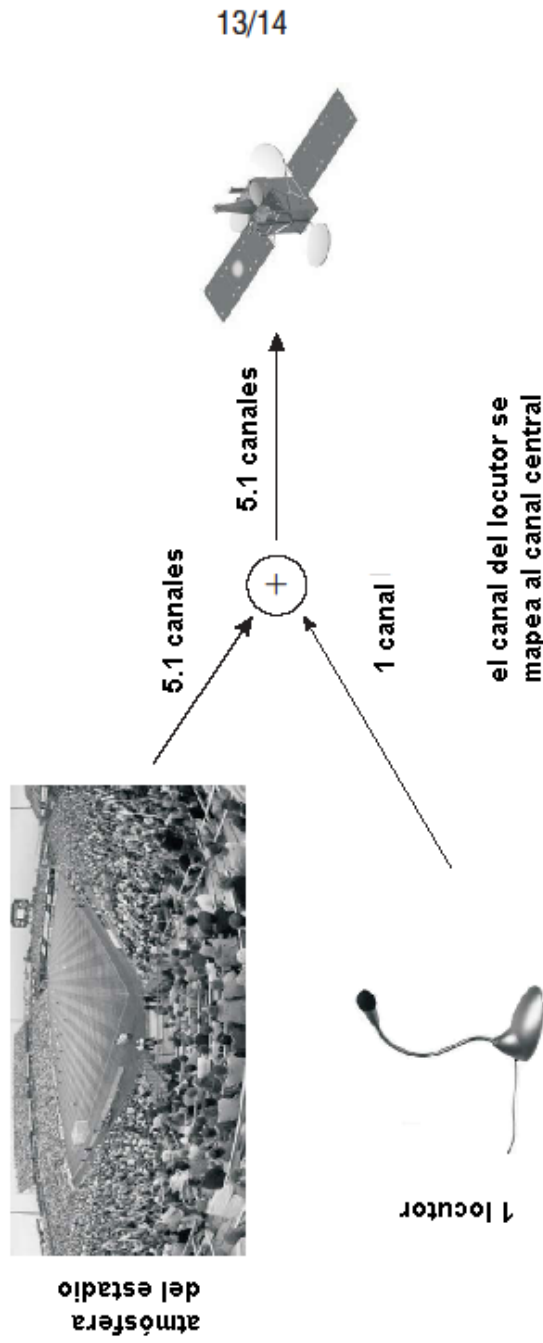 13/14
atmósfera
del estadio
1 locutor
5.1 canales
1 canal
+
5.1 canales
el canal del locutor se
mapea al canal central